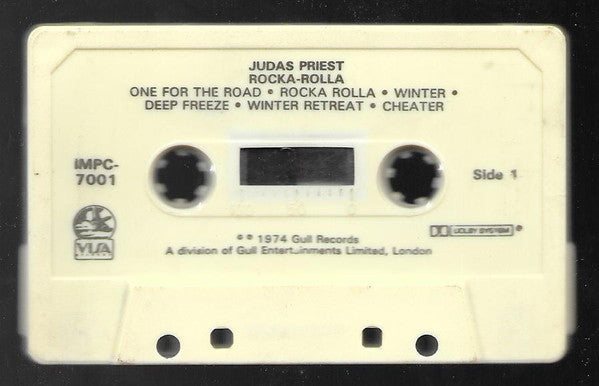 JUDAS PRIEST
ROCKA-ROLLA
ONE FOR THE ROAD • ROCKA ROLLA • WINTER •
DEEP FREEZE • WINTER RETREAT • CHEATER
IMPC-
7001
Side 1
VISA
℗ © 1974 Gull Records
A division of Gull Entertainments Limited, London
DOLBY SYSTEM®